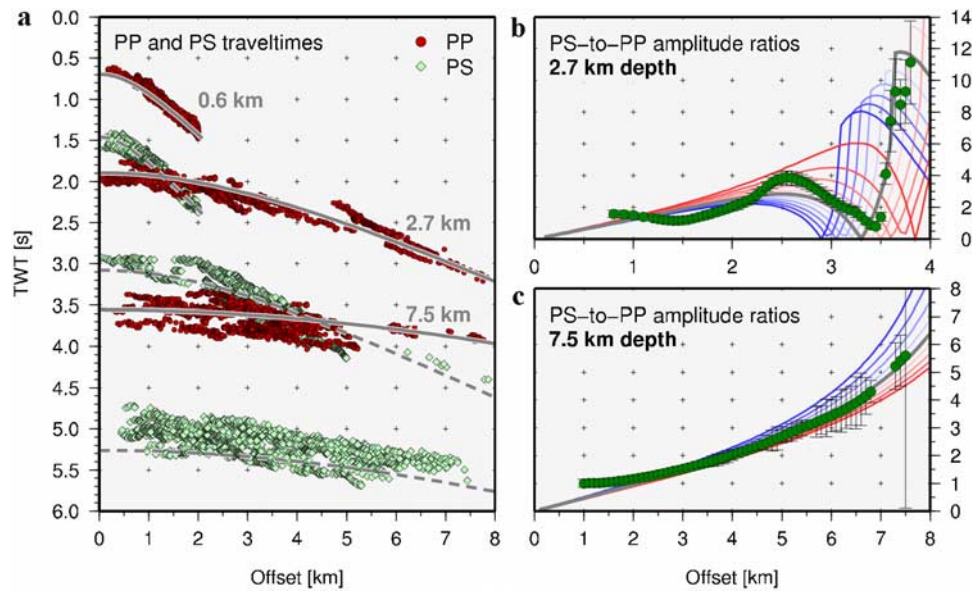 a
PP and PS traveltimes
PP
PS
0.6 km
2.7 km
7.5 km
TWT [s]
0.0
1.0
1.5
2.0
2.5
3.0
3.5
4.0
4.5
5.0
5.5
6.0
0 1 2 3 4 5 6 7 8
Offset [km]
b
PS-to-PP amplitude ratios
2.7 km depth
14
12
10
8
6
4
2
0
0 1 2 3 4
c
PS-to-PP amplitude ratios
7.5 km depth
8
7
6
5
4
3
2
1
0
0 1 2 3 4 5 6 7 8
Offset [km]